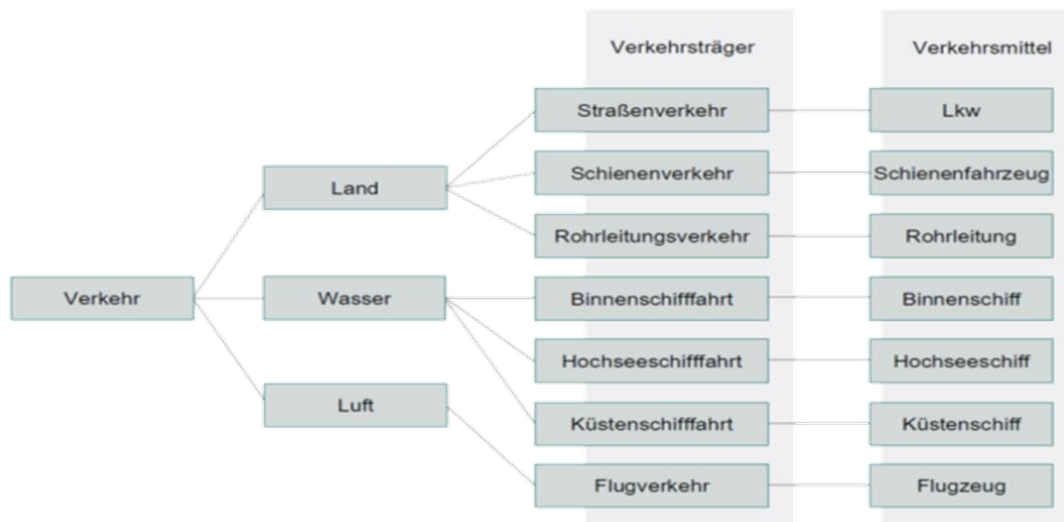 Verkehrsträger
Verkehrsmittel
Straßenverkehr
Lkw
Land
Schienenverkehr
Schienenfahrzeug
Rohrleitungsverkehr
Rohrleitung
Verkehr
Wasser
Binnenschifffahrt
Binnenschiff
Hochseeschifffahrt
Hochseeschiff
Luft
Küstenschifffahrt
Küstenschiff
Flugverkehr
Flugzeug